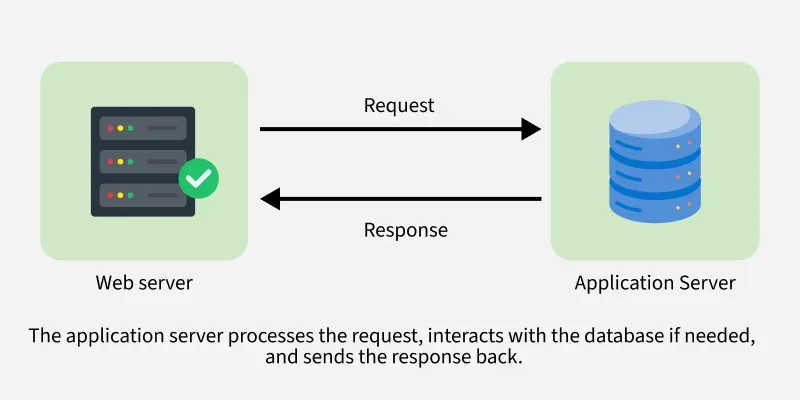 Request
Response
Web server
Application Server
The application server processes the request, interacts with the database if needed,
and sends the response back.